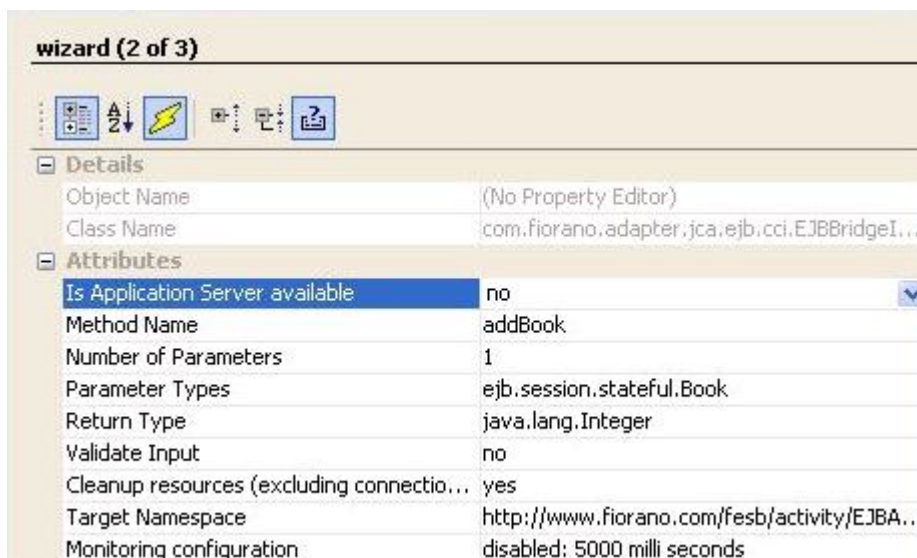 wizard (2 of 3)
Details
Object Name (No Property Editor)
Class Name com.fiorano.adapter.jca.ejb.cci.EJBBridgeI...
Attributes
Is Application Server available no
Method Name addBook
Number of Parameters 1
Parameter Types ejb.session.stateful.Book
Return Type java.lang.Integer
Validate Input no
Cleanup resources (excluding connectio... yes
Target Namespace http://www.fiorano.com/fesb/activity/EJBA...
Monitoring configuration disabled: 5000 milli seconds